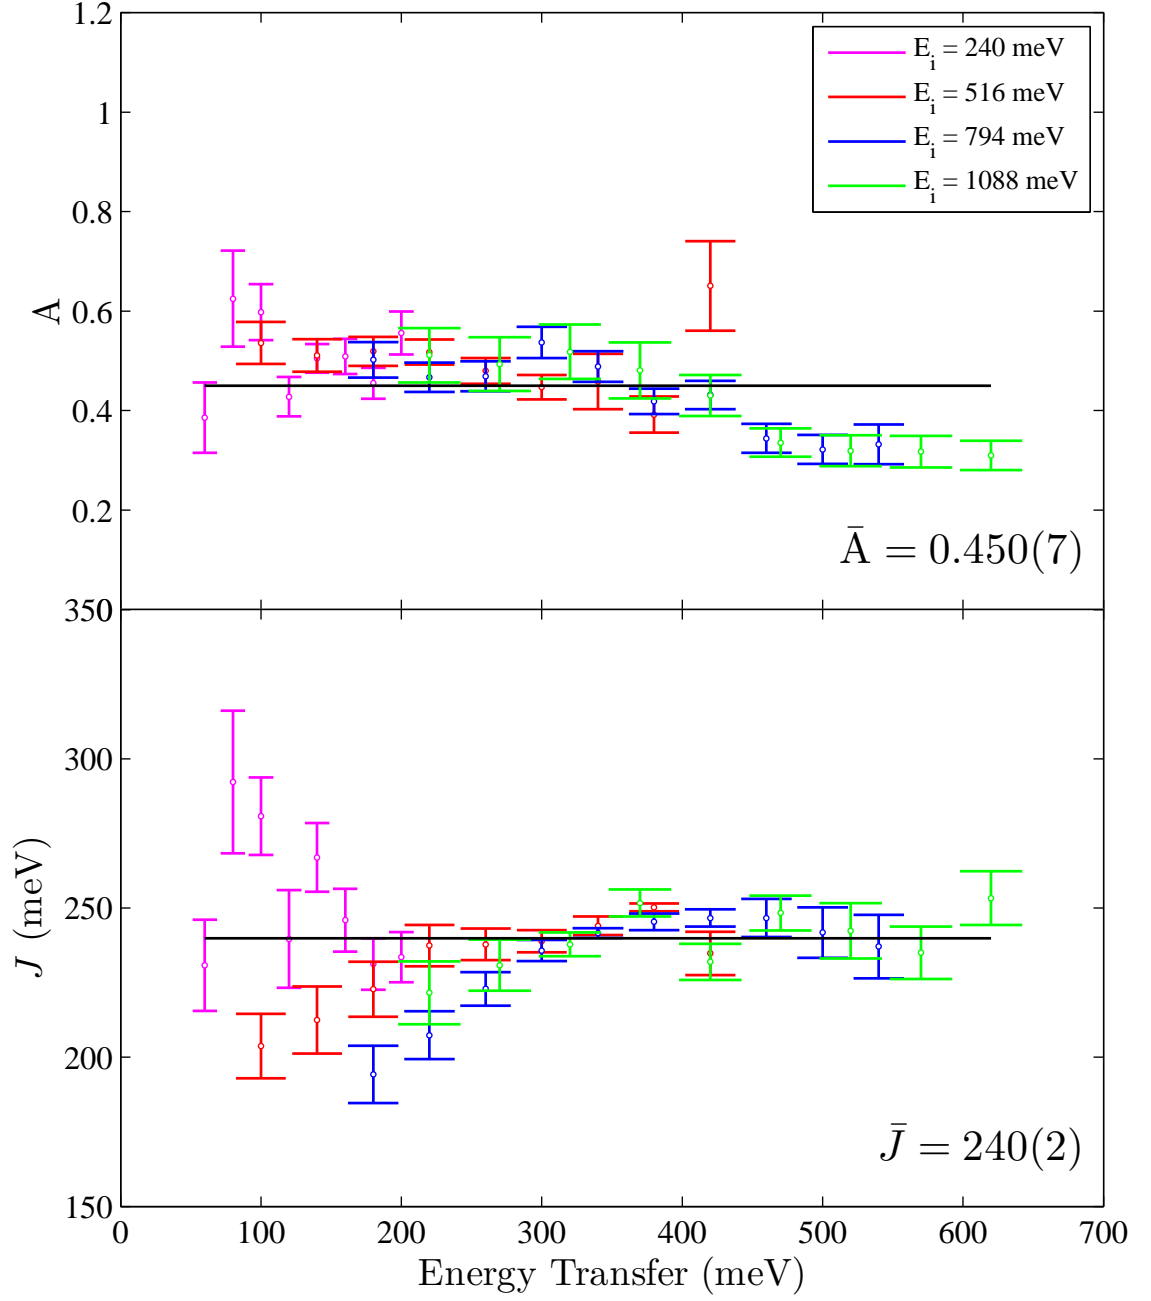 1.2
1
0.8
0.6
0.4
0.2
A
E_i = 240 meV
E_i = 516 meV
E_i = 794 meV
E_i = 1088 meV
Ā = 0.450(7)
350
300
250
200
150
J (meV)
J̄ = 240(2)
0 100 200 300 400 500 600 700
Energy Transfer (meV)